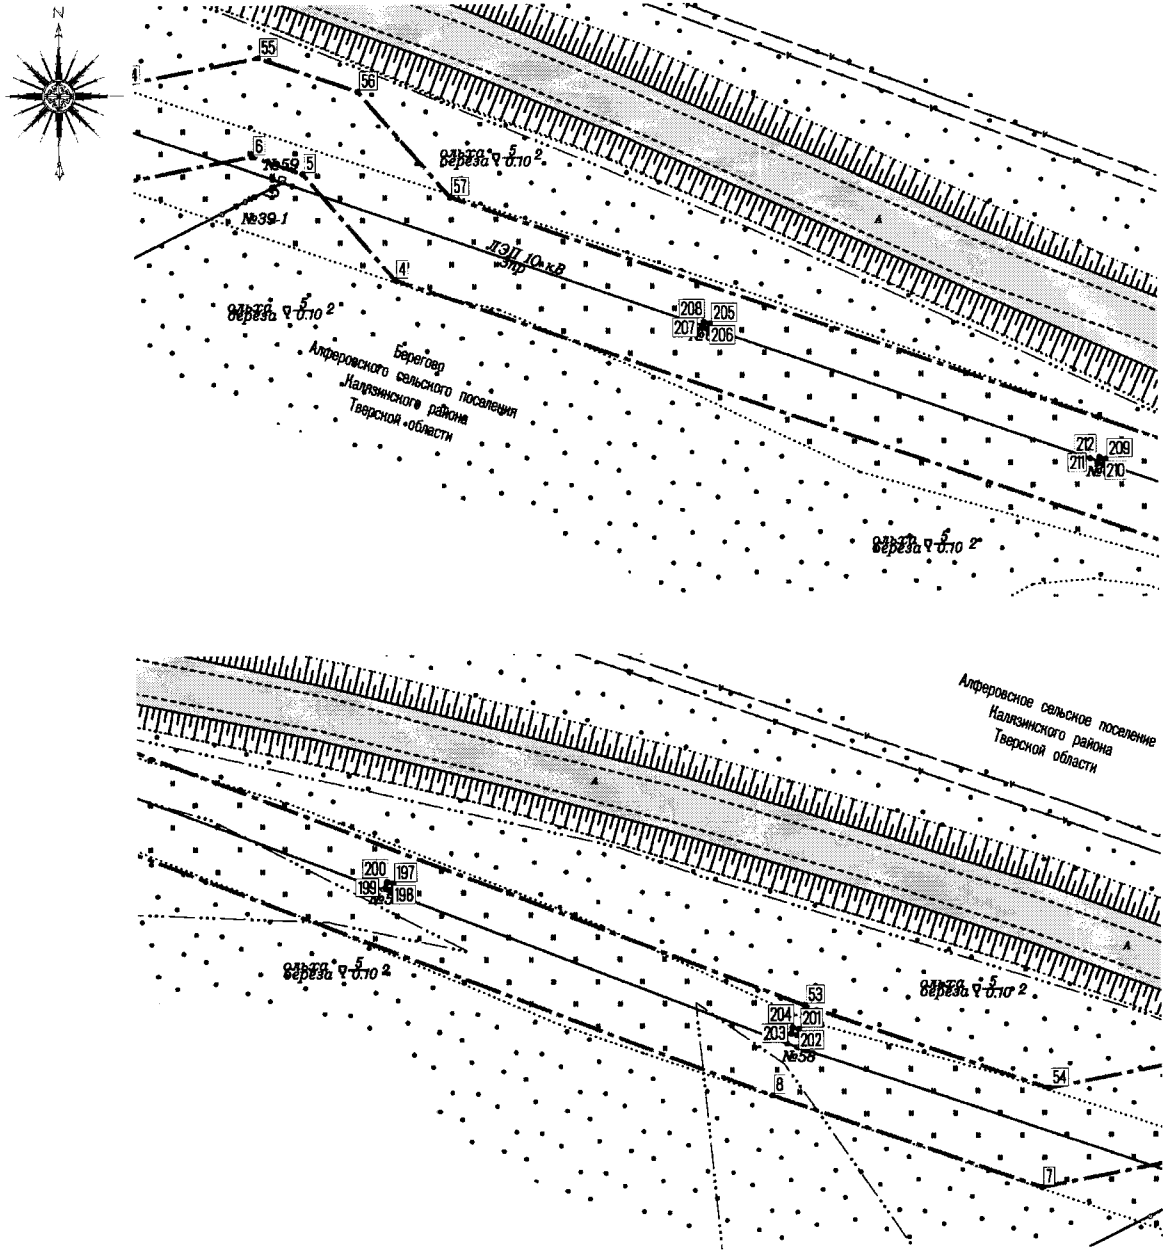 N
55
56
4
6
5
№59
57
№39-1
ольха 5
береза 0.10 2
ЛЭП 10 кВ
3пр
4
208 205
207 206
ольха 5
береза 0.10 2
Берегово
Алферовского сельского поселения
Калязинского района
Тверской области
212 209
211 210
ольха 5
береза 0.10 2
Алферовское сельское поселение
Калязинского района
Тверской области
200 197
199 198
ольха 5
береза 0.10 2
53
ольха 5
береза 0.10 2
204 201
203 202
№58
54
8
7